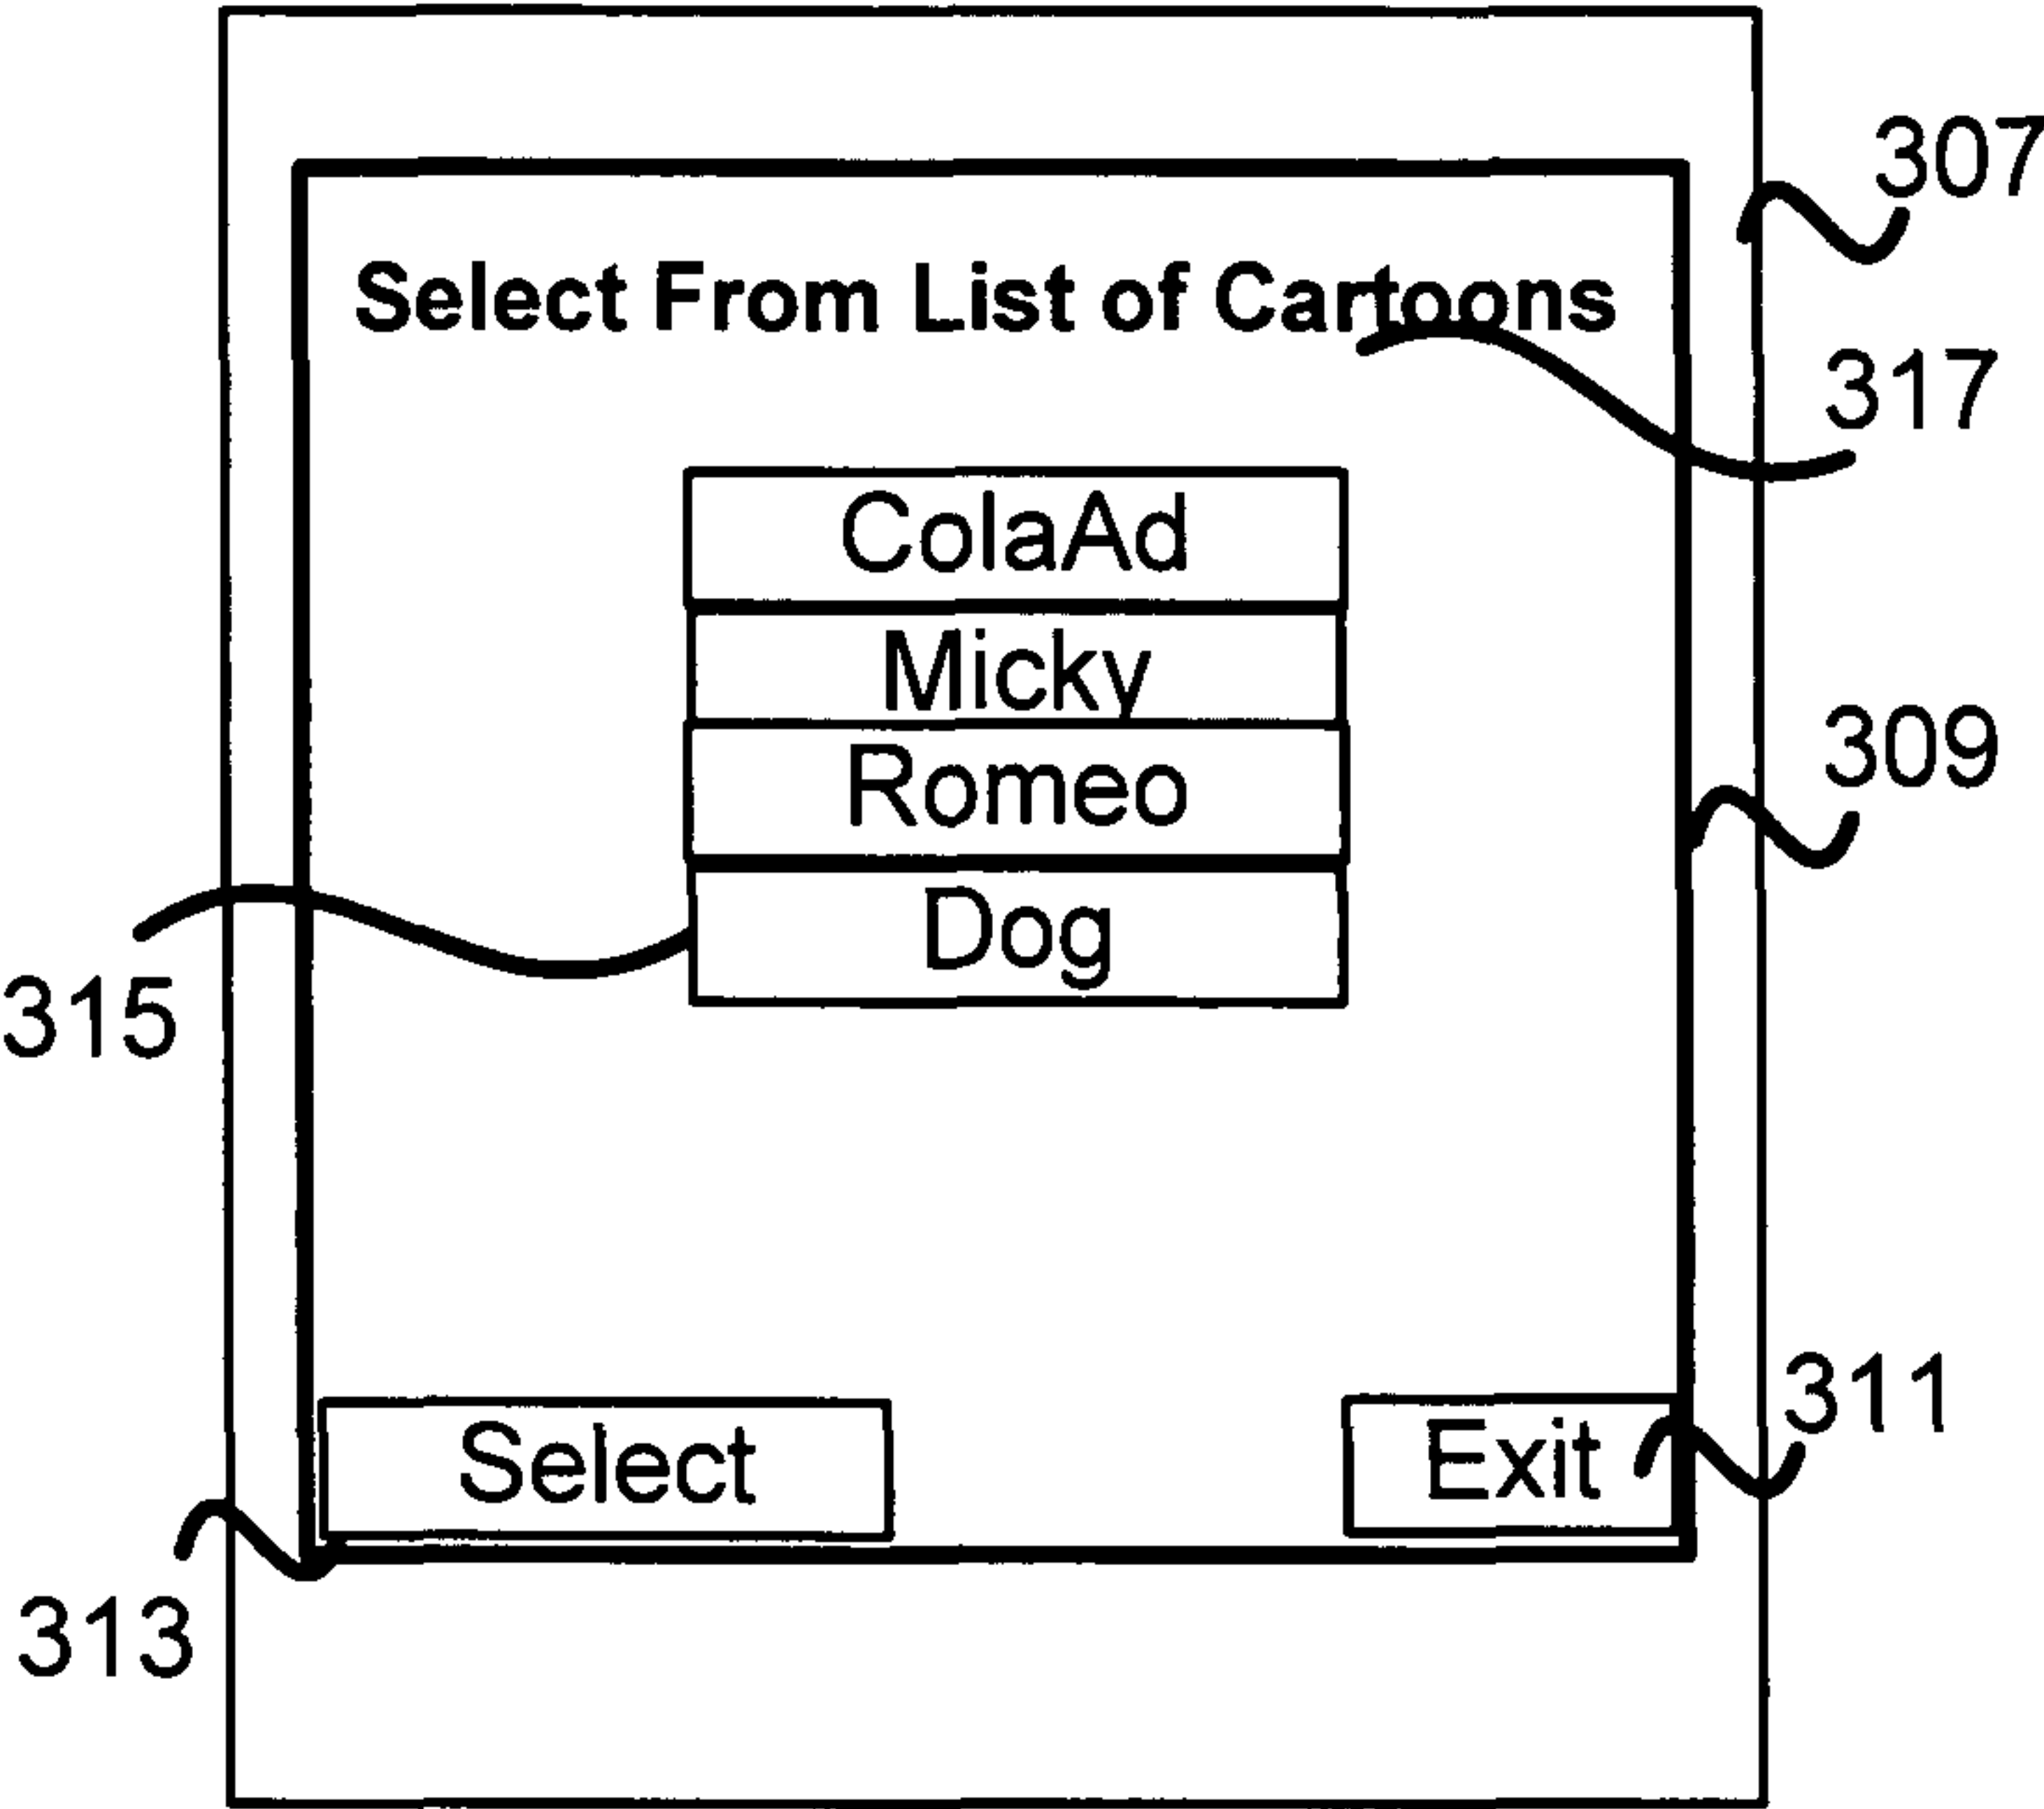 307
Select From List of Cartoons
317
ColaAd
Micky
Romeo
309
Dog
315
311
Select Exit
313